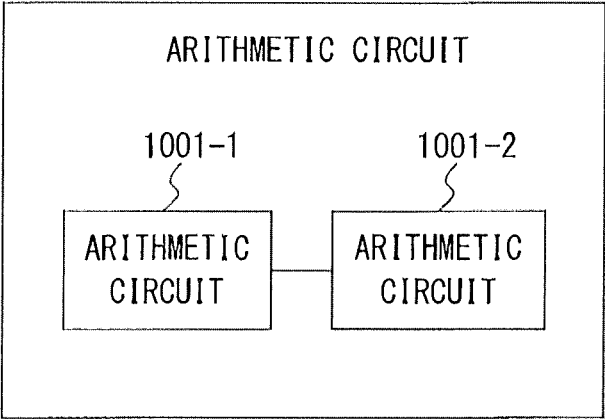 ARITHMETIC CIRCUIT
1001-1
1001-2
ARITHMETIC
CIRCUIT
ARITHMETIC
CIRCUIT